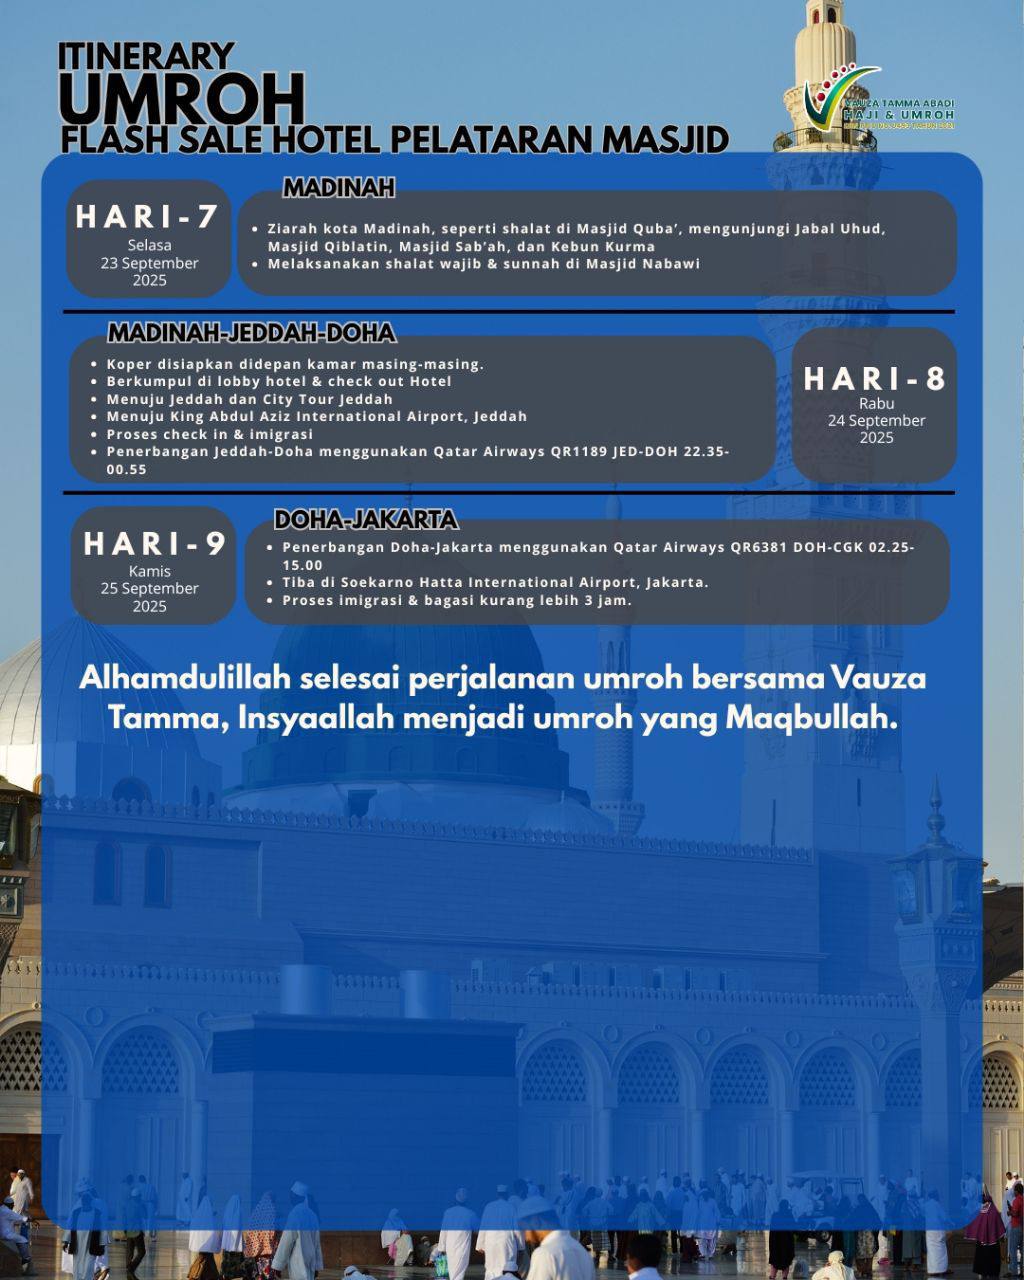 ITINERARY
UMROH
FLASH SALE HOTEL PELATARAN MASJID
VAUZA TAMMA ABADI
HAJI & UMROH
MADINAH
HARI-7
Selasa
23 September
2025
• Ziarah kota Madinah, seperti shalat di Masjid Quba’, mengunjungi Jabal Uhud,
Masjid Qiblatin, Masjid Sab’ah, dan Kebun Kurma
• Melaksanakan shalat wajib & sunnah di Masjid Nabawi
MADINAH-JEDDAH-DOHA
• Koper disiapkan didepan kamar masing-masing.
• Berkumpul di lobby hotel & check out Hotel
• Menuju Jeddah dan City Tour Jeddah
• Menuju King Abdul Aziz International Airport, Jeddah
• Proses check in & imigrasi
• Penerbangan Jeddah-Doha menggunakan Qatar Airways QR1189 JED-DOH 22.35-
00.55
HARI-8
Rabu
24 September
2025
DOHA-JAKARTA
HARI-9
Kamis
25 September
2025
• Penerbangan Doha-Jakarta menggunakan Qatar Airways QR6381 DOH-CGK 02.25-
15.00
• Tiba di Soekarno Hatta International Airport, Jakarta.
• Proses imigrasi & bagasi kurang lebih 3 jam.
Alhamdulillah selesai perjalanan umroh bersama Vauza
Tamma, Insyaallah menjadi umroh yang Maqbullah.